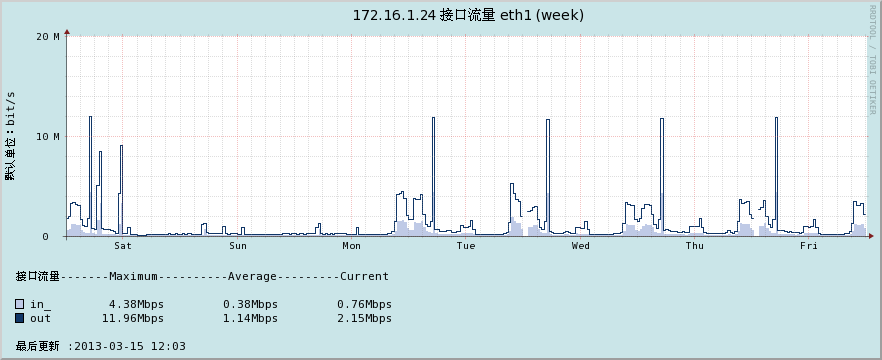 172.16.1.24 接口流量 eth1 (week)
RRDTOOL / TOBI OETIKER
默认单位：bit/s
20 M
10 M
0
Sat Sun Mon Tue Wed Thu Fri
接口流量-------Maximum----------Average---------Current
in_ 4.38Mbps 0.38Mbps 0.76Mbps
out 11.96Mbps 1.14Mbps 2.15Mbps
最后更新 :2013-03-15 12:03